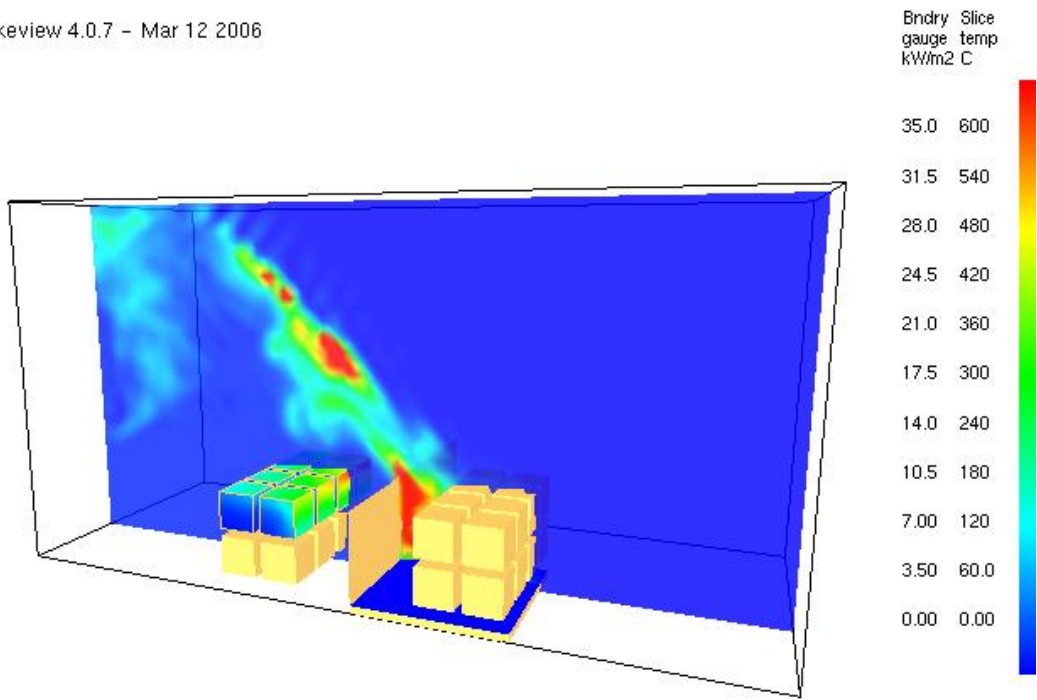 keview 4.0.7 - Mar 12 2006
Bndry Slice
gauge temp
kW/m2 C
35.0 600
31.5 540
28.0 480
24.5 420
21.0 360
17.5 300
14.0 240
10.5 180
7.00 120
3.50 60.0
0.00 0.00